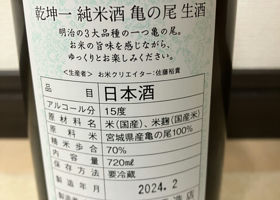 乾坤一 純米酒 亀の尾 生酒
明治の3大品種の一つ亀の尾。
お米の旨味を感じながら、
ゆっくりとお楽しみください。
<生産者> お米クリエイター:佐藤裕貴
品目 日本酒
アルコール分 15度
原材料名 米(国産)、米麹(国産米)
原料米 宮城県産亀の尾100%
精米歩合 70%
内容量 720㎖
保存方法 要冷蔵
製造年月 2024.2
造店